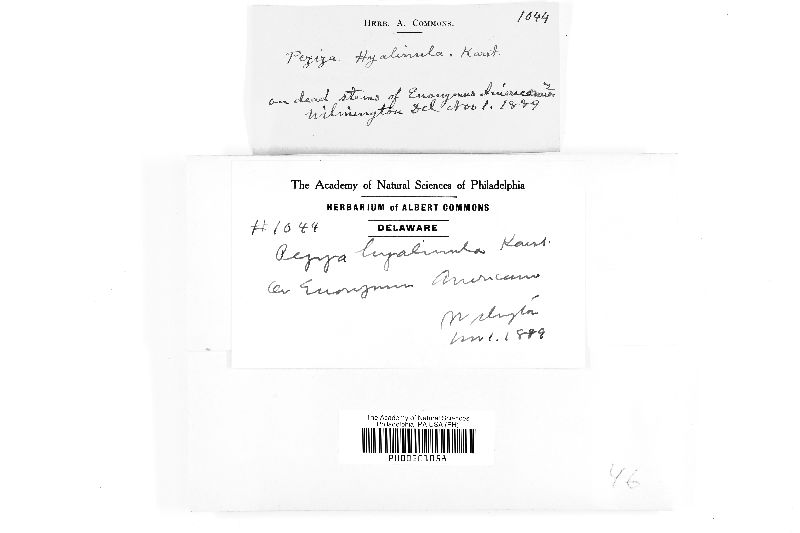 HERB. A. COMMONS.
1044
Peziza Hyalinula. Karst.
on dead stems of Euonymus Americanus
Wilmington Del Nov 1. 1889
The Academy of Natural Sciences of Philadelphia
HERBARIUM of ALBERT COMMONS
#1044
DELAWARE
Peziza hyalinula Karst.
On Euonymus Americanus
Wilmington
Nov 1. 1889
The Academy of Natural Sciences
Philadelphia, PA USA (PH)
46